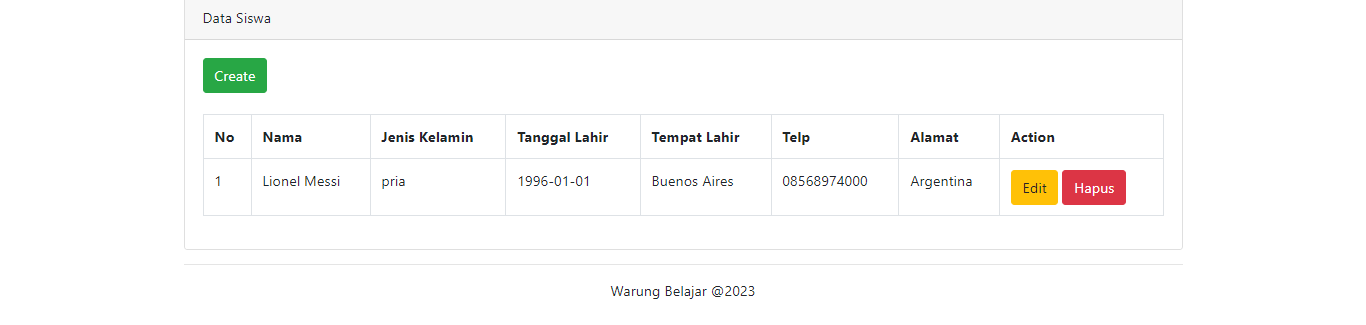 Data Siswa
Create
No Nama Jenis Kelamin Tanggal Lahir Tempat Lahir Telp Alamat Action
1 Lionel Messi pria 1996-01-01 Buenos Aires 08568974000 Argentina Edit Hapus
Warung Belajar @2023